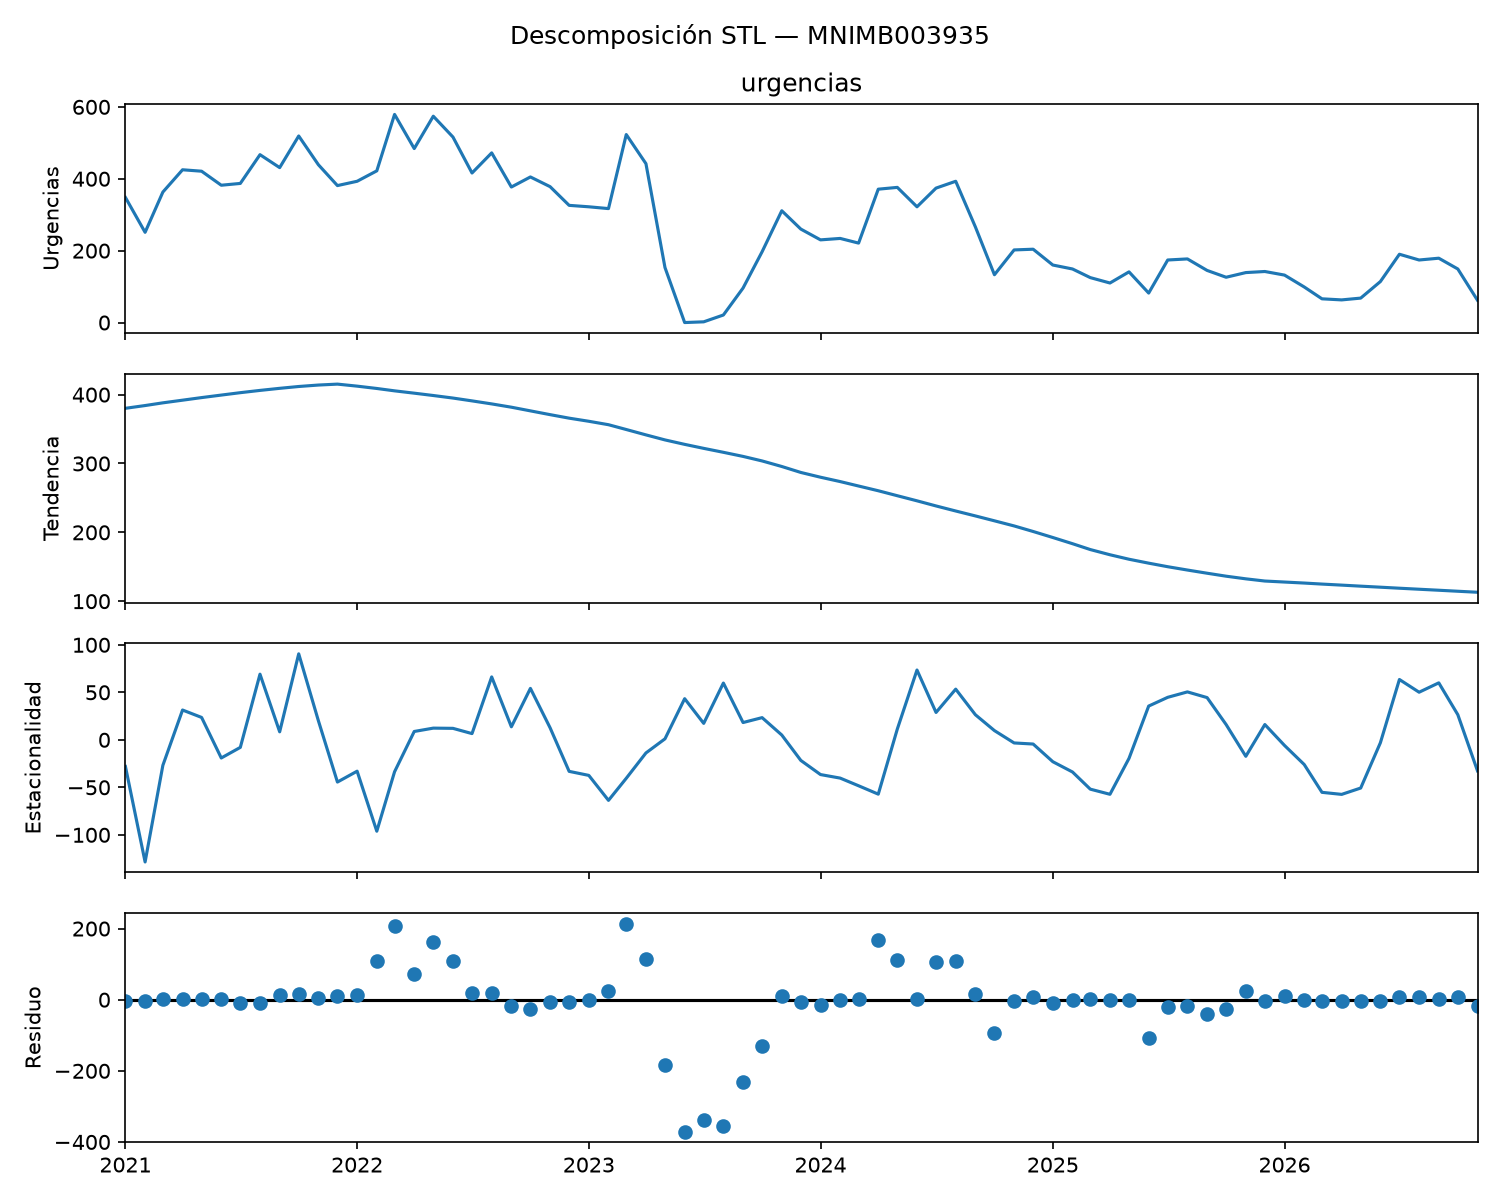 Descomposición STL — MNIMB003935
urgencias
Urgencias
600
400
200
0
Tendencia
400
300
200
100
Estacionalidad
100
50
0
−50
−100
Residuo
200
0
−200
−400
2021 2022 2023 2024 2025 2026